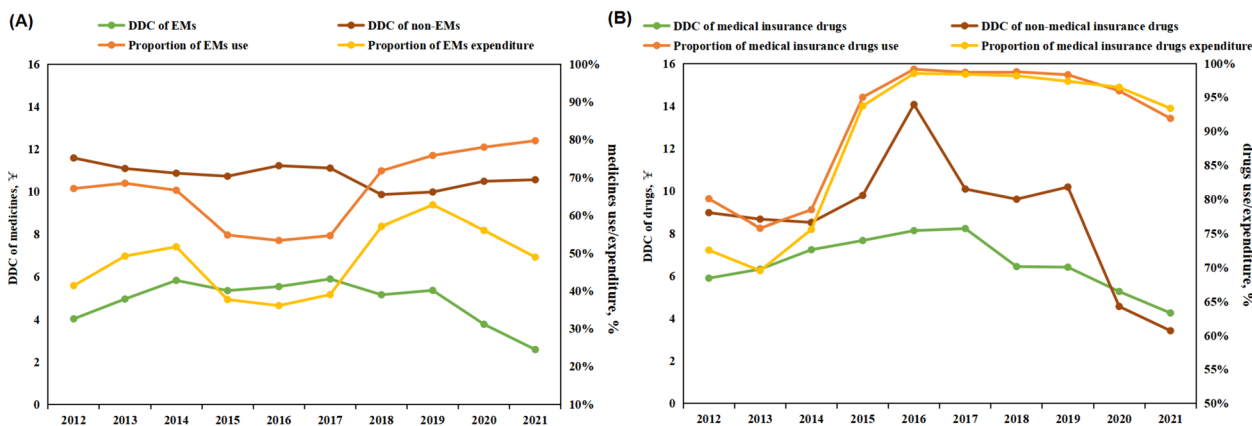 (A)
DDC of EMs
DDC of non-EMs
Proportion of EMs use
Proportion of EMs expenditure
16
14
12
10
8
6
4
2
0
DDC of medicines, ¥
100%
90%
80%
70%
60%
50%
40%
30%
20%
10%
medicines use/expenditure, %
2012 2013 2014 2015 2016 2017 2018 2019 2020 2021
(B)
DDC of medical insurance drugs
DDC of non-medical insurance drugs
Proportion of medical insurance drugs use
Proportion of medical insurance drugs expenditure
16
14
12
10
8
6
4
2
0
DDC of drugs, ¥
100%
95%
90%
85%
80%
75%
70%
65%
60%
55%
50%
drugs use/expenditure, %
2012 2013 2014 2015 2016 2017 2018 2019 2020 2021